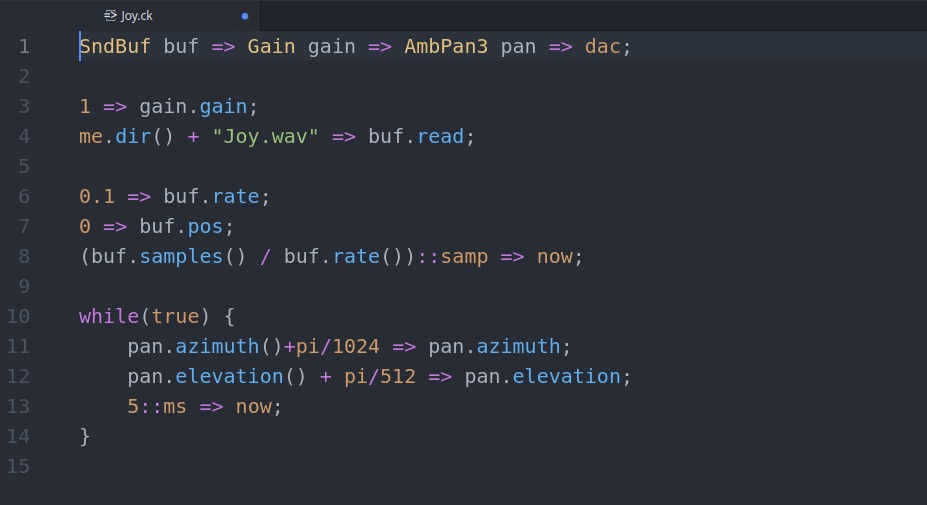 Joy.ck
1 SndBuf buf => Gain gain => AmbPan3 pan => dac;
2
3 1 => gain.gain;
4 me.dir() + "Joy.wav" => buf.read;
5
6 0.1 => buf.rate;
7 0 => buf.pos;
8 (buf.samples() / buf.rate())::samp => now;
9
10 while(true) {
11     pan.azimuth()+pi/1024 => pan.azimuth;
12     pan.elevation() + pi/512 => pan.elevation;
13     5::ms => now;
14 }
15